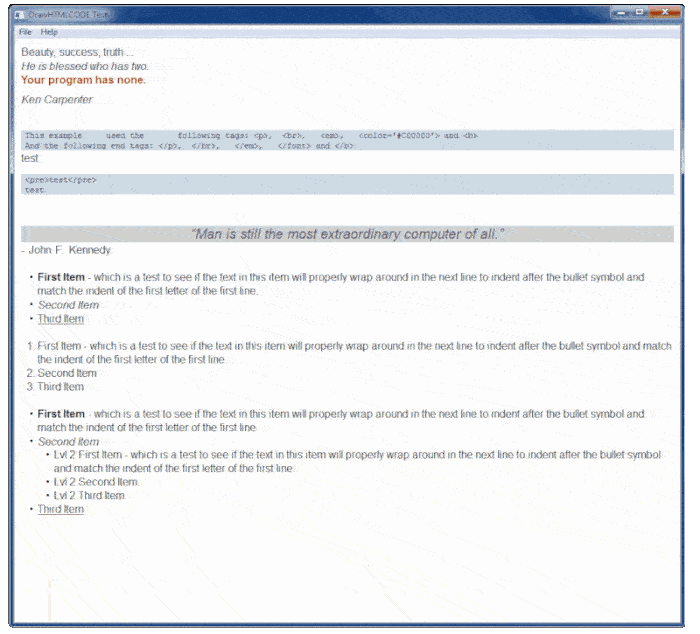 DrawHTMLCODE Test
File Help
Beauty, success, truth ...
He is blessed who has two.
Your program has none.
Ken Carpenter
This example used the following tags: <p>, <br>, <em>, <color='#C00000'> and <b>
And the following end tags: </p>, </br>, </em>, </font> and </b>
test
<pre>test</pre>
test
"Man is still the most extraordinary computer of all."
- John F. Kennedy
• First Item - which is a test to see if the text in this item will properly wrap around in the next line to indent after the bullet symbol and
match the indent of the first letter of the first line.
• Second Item
• Third Item
1. First Item - which is a test to see if the text in this item will properly wrap around in the next line to indent after the bullet symbol and match
the indent of the first letter of the first line.
2. Second Item
3. Third Item
• First Item - which is a test to see if the text in this item will properly wrap around in the next line to indent after the bullet symbol and
match the indent of the first letter of the first line.
• Second Item
• Lvl 2 First Item - which is a test to see if the text in this item will properly wrap around in the next line to indent after the bullet symbol
and match the indent of the first letter of the first line.
• Lvl 2 Second Item
• Lvl 2 Third Item
• Third Item